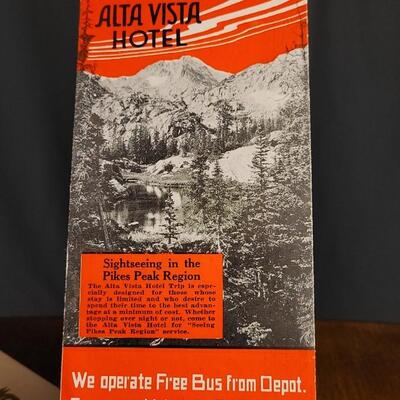 ALTA VISTA
HOTEL
Sightseeing in the
Pikes Peak Region
The Alta Vista Hotel Trip is espe-
cially designed for those whose
stay is limited and who desire to
spend their time to the best advan-
tage at a minimum of cost. Whether
stopping over night or not, come to
the Alta Vista Hotel for "Seeing
Pikes Peak Region" service.
We operate Free Bus from Depot.